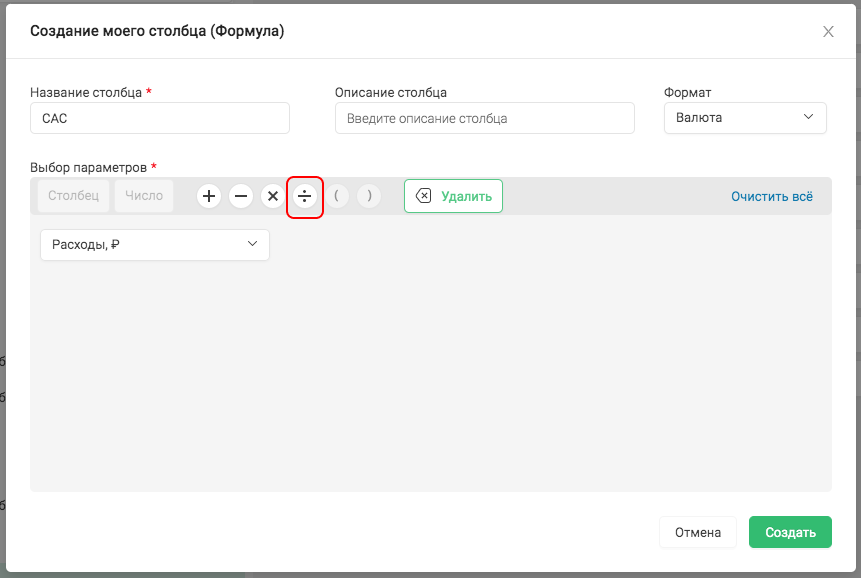 Создание моего столбца (Формула)
Название столбца *
Описание столбца
Формат
CAC
Введите описание столбца
Валюта
Выбор параметров *
Столбец Число + − × ÷ ( ) Удалить Очистить всё
Расходы, ₽
б
б
б
Отмена Создать